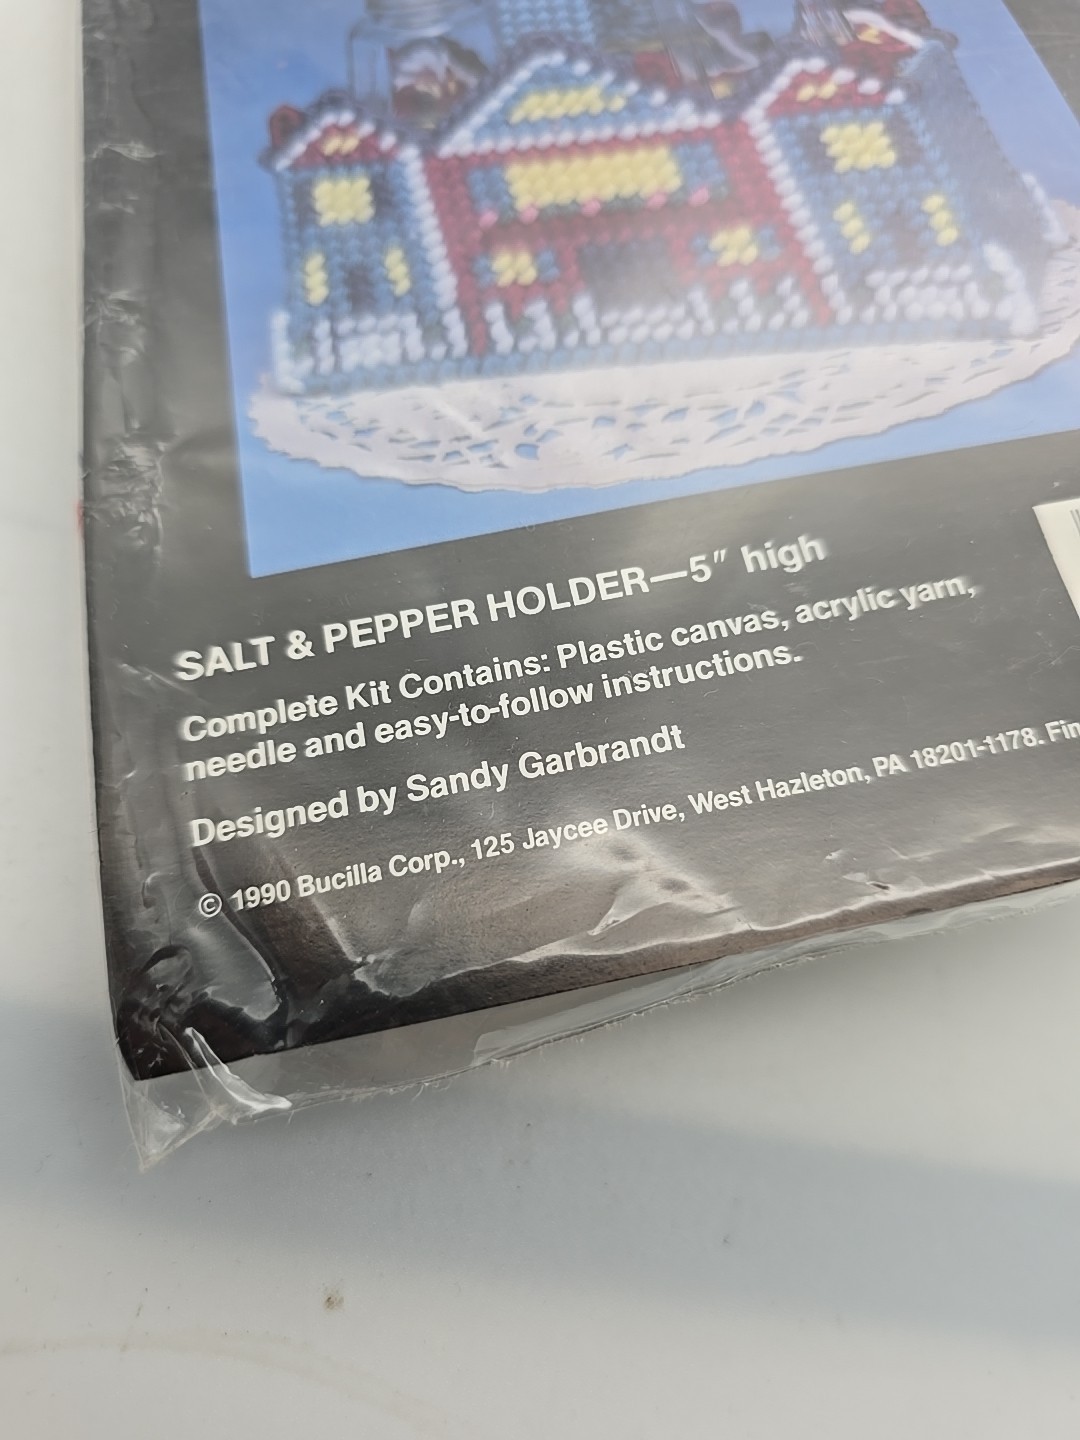 SALT & PEPPER HOLDER—5" high
Complete Kit Contains: Plastic canvas, acrylic yarn,
needle and easy-to-follow instructions.
Designed by Sandy Garbrandt
© 1990 Bucilla Corp., 125 Jaycee Drive, West Hazleton, PA 18201-1178. Fin